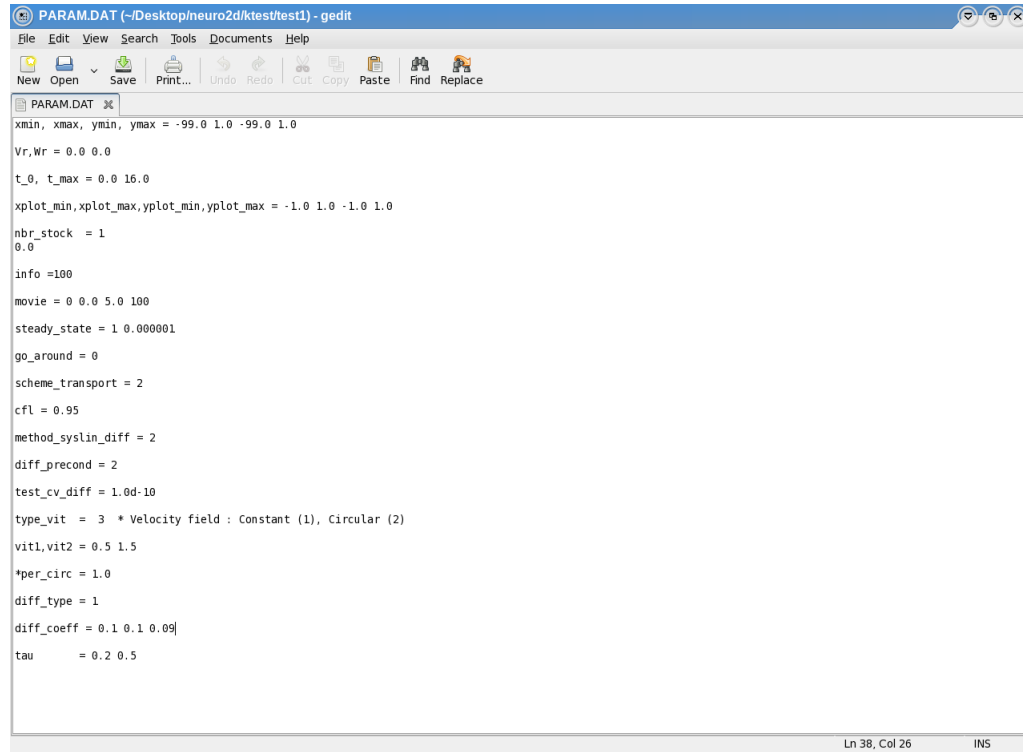 PARAM.DAT (~/Desktop/neuro2d/ktest/test1) - gedit
File Edit View Search Tools Documents Help
New Open Save Print... Undo Redo Cut Copy Paste Find Replace
PARAM.DAT
xmin, xmax, ymin, ymax = -99.0 1.0 -99.0 1.0
Vr,Wr = 0.0 0.0
t_0, t_max = 0.0 16.0
xplot_min,xplot_max,yplot_min,yplot_max = -1.0 1.0 -1.0 1.0
nbr_stock  = 1
0.0
info =100
movie = 0 0.0 5.0 100
steady_state = 1 0.000001
go_around = 0
scheme_transport = 2
cfl = 0.95
method_syslin_diff = 2
diff_precond = 2
test_cv_diff = 1.0d-10
type_vit  =  3  * Velocity field : Constant (1), Circular (2)
vit1,vit2 = 0.5 1.5
*per_circ = 1.0
diff_type = 1
diff_coeff = 0.1 0.1 0.09
tau       = 0.2 0.5
Ln 38, Col 26 INS